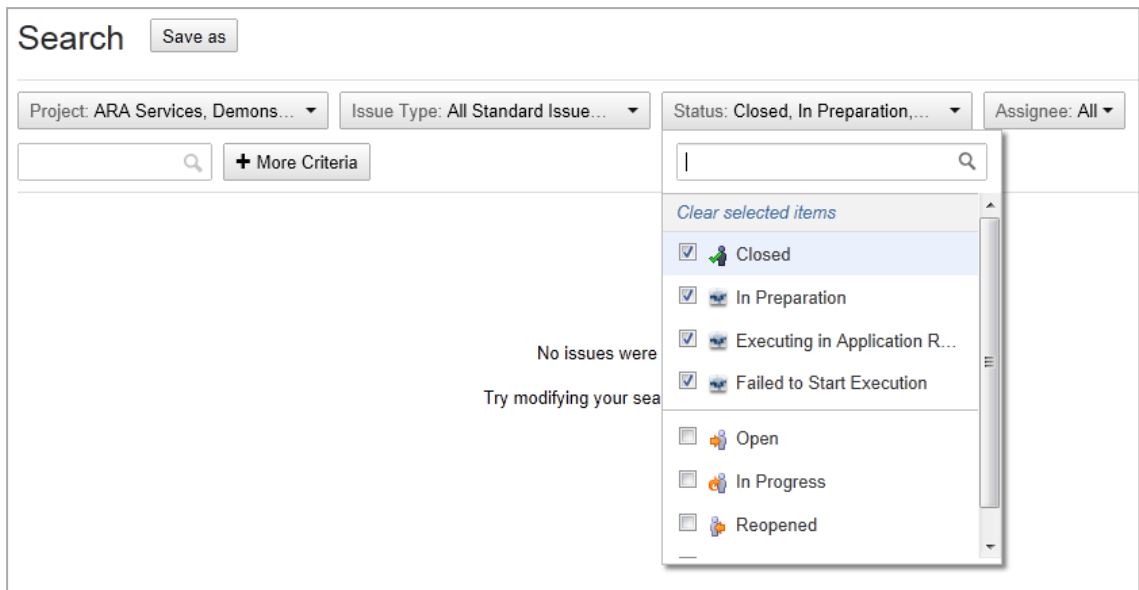 Search Save as
Project: ARA Services, Demons... Issue Type: All Standard Issue... Status: Closed, In Preparation,... Assignee: All
+ More Criteria
Clear selected items
Closed
In Preparation
Executing in Application R...
Failed to Start Execution
Open
In Progress
Reopened
No issues were
Try modifying your sea